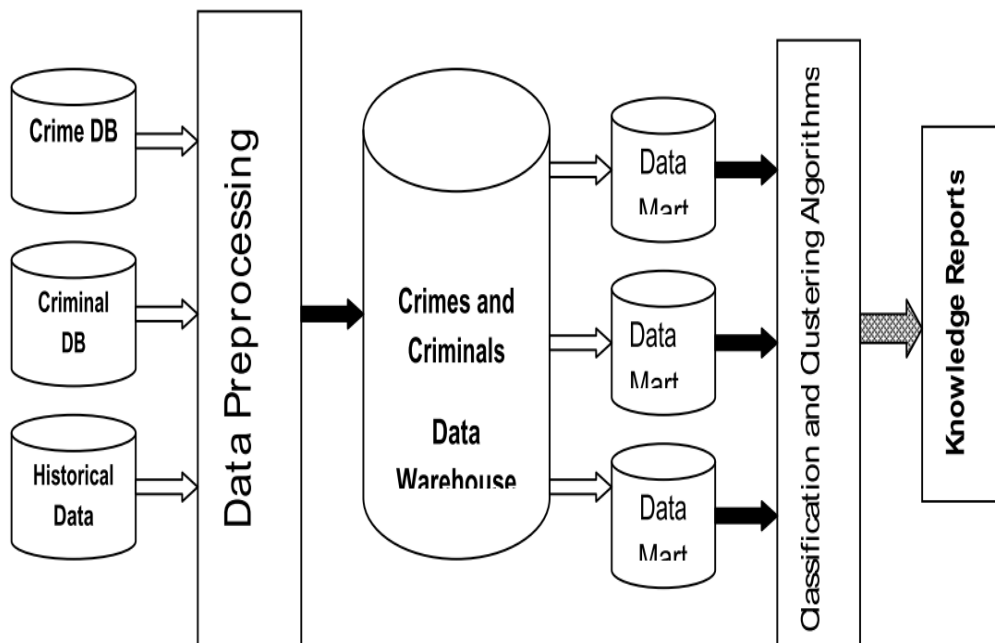 Crime DB
Criminal
DB
Historical
Data
Data Preprocessing
Crimes and
Criminals
Data
Warehouse
Data
Mart
Data
Mart
Data
Mart
Classification and Clustering Algorithms
Knowledge Reports